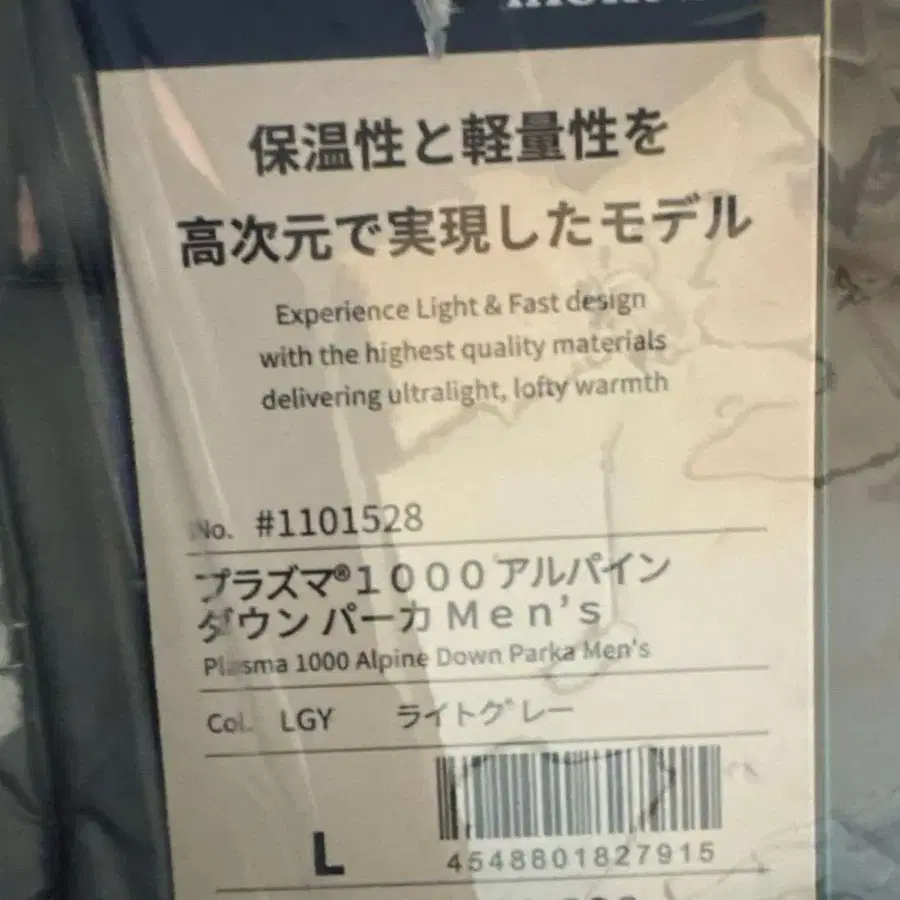 保温性と軽量性を
高次元で実現したモデル
Experience Light & Fast design
with the highest quality materials
delivering ultralight, lofty warmth
No. #1101528
プラズマ®1000アルパイン
ダウン パーカ Men's
Plasma 1000 Alpine Down Parka Men's
Col. LGY ライトグレー
L
4548801827915